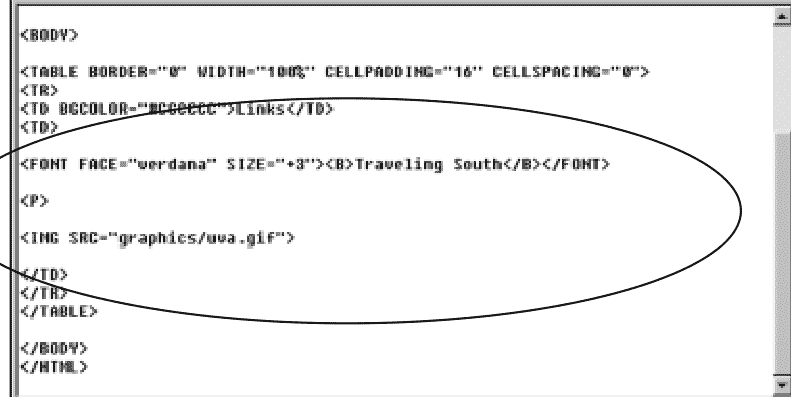 <BODY>
<TABLE BORDER="0" WIDTH="100%" CELLPADDING="16" CELLSPACING="0">
<TR>
<TD BGCOLOR="#CCCCCC">Links</TD>
<TD>
<FONT FACE="verdana" SIZE="+3"><B>Traveling South</B></FONT>
<P>
<IMG SRC="graphics/uva.gif">
</TD>
</TR>
</TABLE>
</BODY>
</HTML>